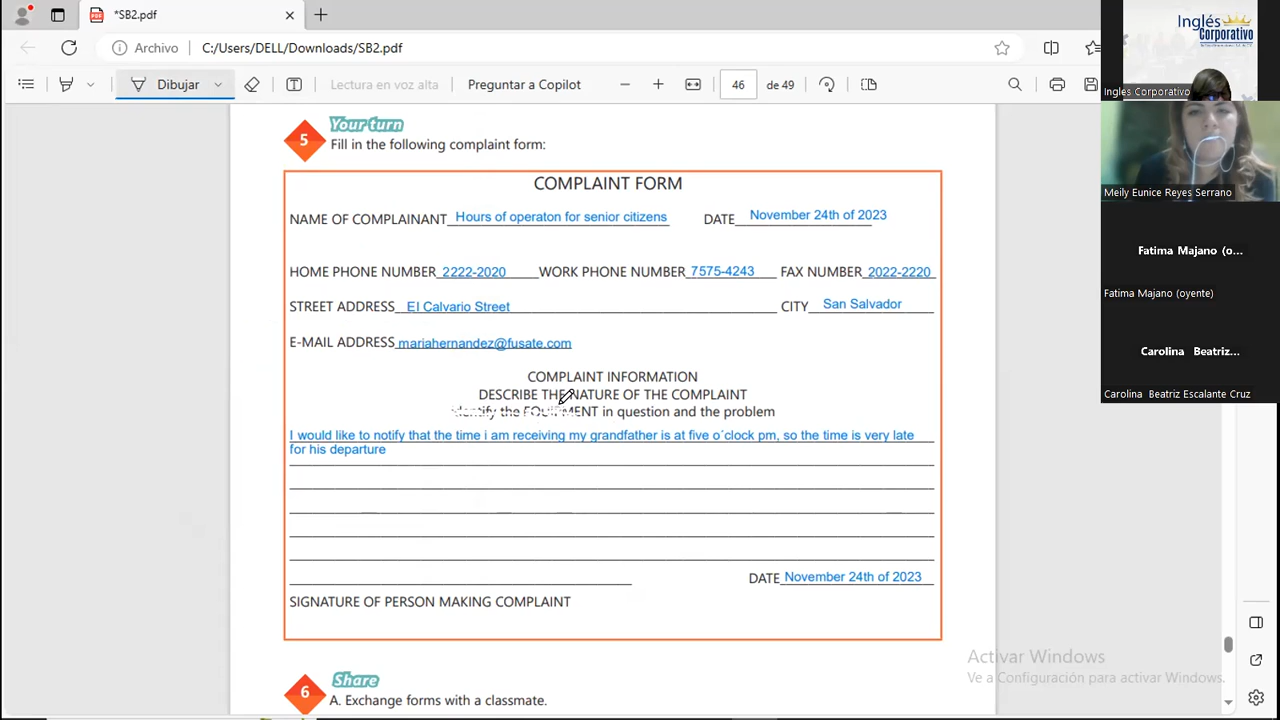 *SB2.pdf
Archivo C:/Users/DELL/Downloads/SB2.pdf
Dibujar Lectura en voz alta Preguntar a Copilot 46 de 49
5 Your turn
Fill in the following complaint form:
COMPLAINT FORM
NAME OF COMPLAINANT Hours of operaton for senior citizens DATE November 24th of 2023
HOME PHONE NUMBER 2222-2020 WORK PHONE NUMBER 7575-4243 FAX NUMBER 2022-2220
STREET ADDRESS El Calvario Street CITY San Salvador
E-MAIL ADDRESS mariahernandez@fusate.com
COMPLAINT INFORMATION
DESCRIBE THE NATURE OF THE COMPLAINT
the in question and the problem
I would like to notify that the time i am receiving my grandfather is at five o´clock pm, so the time is very late
for his departure
DATE November 24th of 2023
SIGNATURE OF PERSON MAKING COMPLAINT
6 Share
A. Exchange forms with a classmate.
Activar Windows
Ve a Configuración para activar Windows.
Inglés
Corporativo
Ingles Corporativo
Meily Eunice Reyes Serrano
Fatima Majano (o...
Fatima Majano (oyente)
Carolina Beatriz...
Carolina Beatriz Escalante Cruz